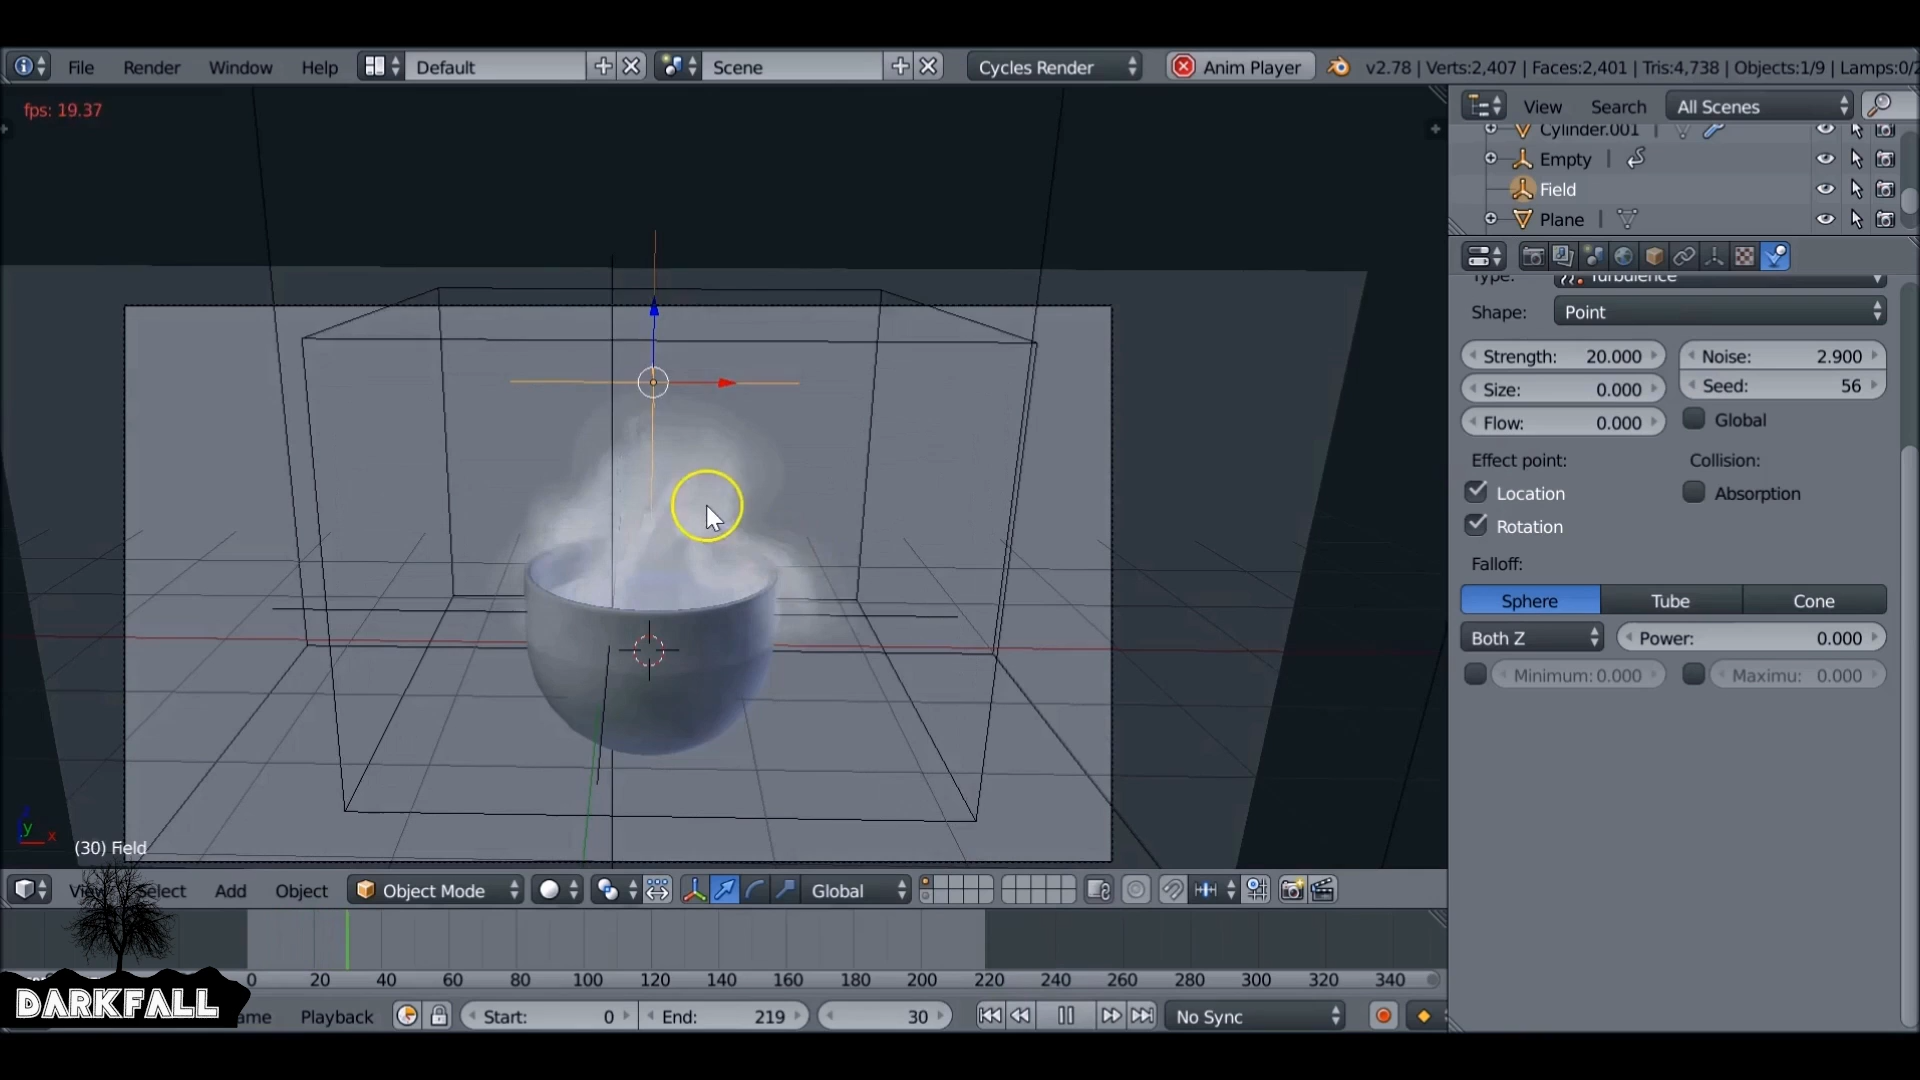 File Render Window Help Default Scene Cycles Render Anim Player v2.78 | Verts:2,407 | Faces:2,401 | Tris:4,738 | Objects:1/9 | Lamps:0/2
fps: 19.37
View Search All Scenes
Cylinder.001
Empty
Field
Plane
Type: Turbulence
Shape: Point
Strength: 20.000 Noise: 2.900
Size: 0.000 Seed: 56
Flow: 0.000 Global
Effect point: Collision:
Location Absorption
Rotation
Falloff:
Sphere Tube Cone
Both Z Power: 0.000
Minimum: 0.000 Maximu: 0.000
z
y x
(30) Field
View Select Add Object Object Mode Global
0 20 40 60 80 100 120 140 160 180 200 220 240 260 280 300 320 340
DARKFALL
ame Playback Start: 0 End: 219 30 No Sync